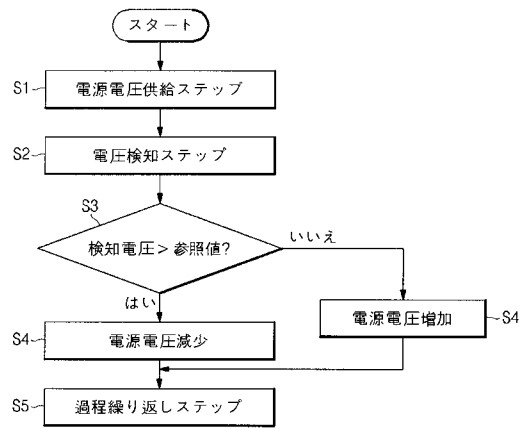 スタート
S1
電源電圧供給ステップ
S2
電圧検知ステップ
S3
検知電圧＞参照値?
いいえ
はい
S4
電源電圧減少
電源電圧増加
S4
S5
過程繰り返しステップ